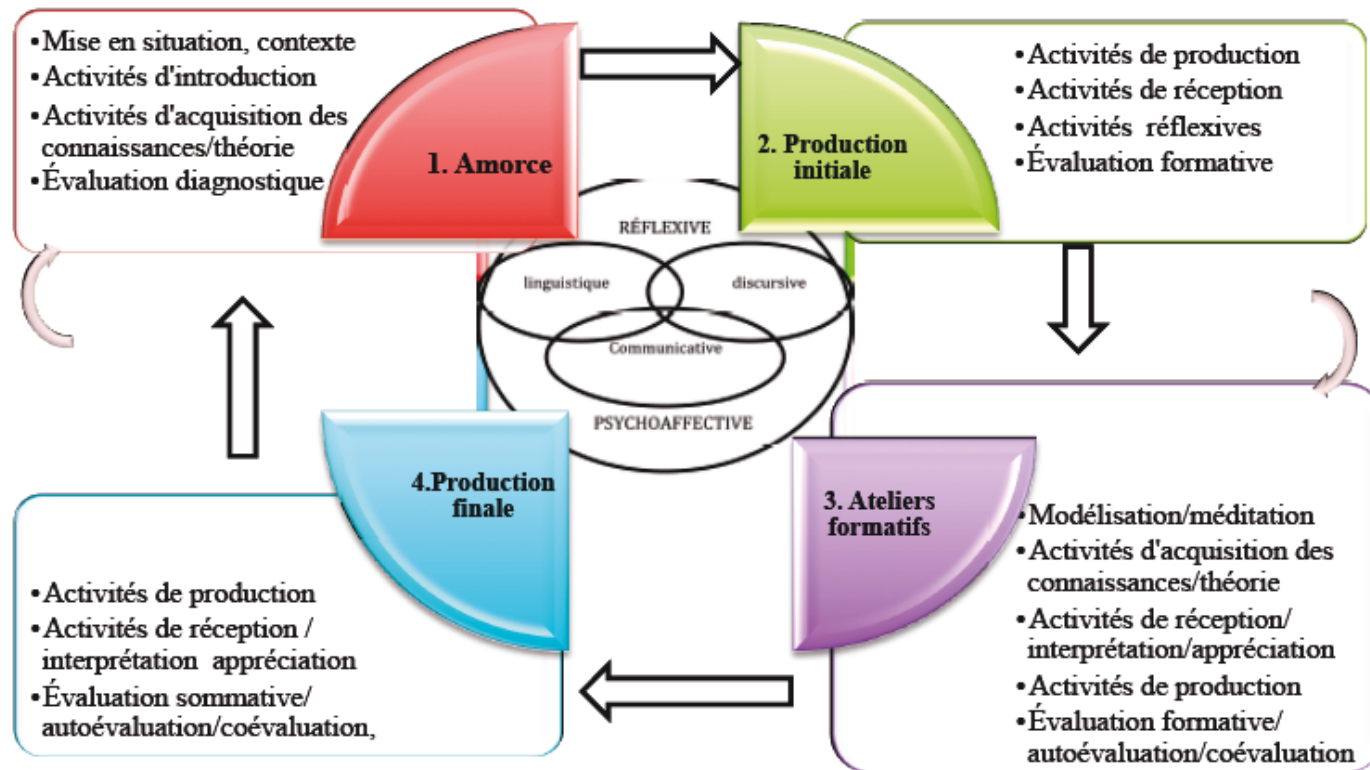 •Mise en situation, contexte
•Activités d'introduction
•Activités d'acquisition des
connaissances/théorie
•Évaluation diagnostique
1. Amorce
2. Production
initiale
•Activités de production
•Activités de réception
•Activités réflexives
•Évaluation formative
RÉFLEXIVE
linguistique
discursive
Communicative
PSYCHOAFFECTIVE
3. Ateliers
formatifs
•Modélisation/méditation
•Activités d'acquisition des
connaissances/théorie
•Activités de réception/
interprétation/appréciation
•Activités de production
•Évaluation formative/
autoévaluation/coévaluation
4.Production
finale
•Activités de production
•Activités de réception /
interprétation appréciation
•Évaluation sommative/
autoévaluation/coévaluation,